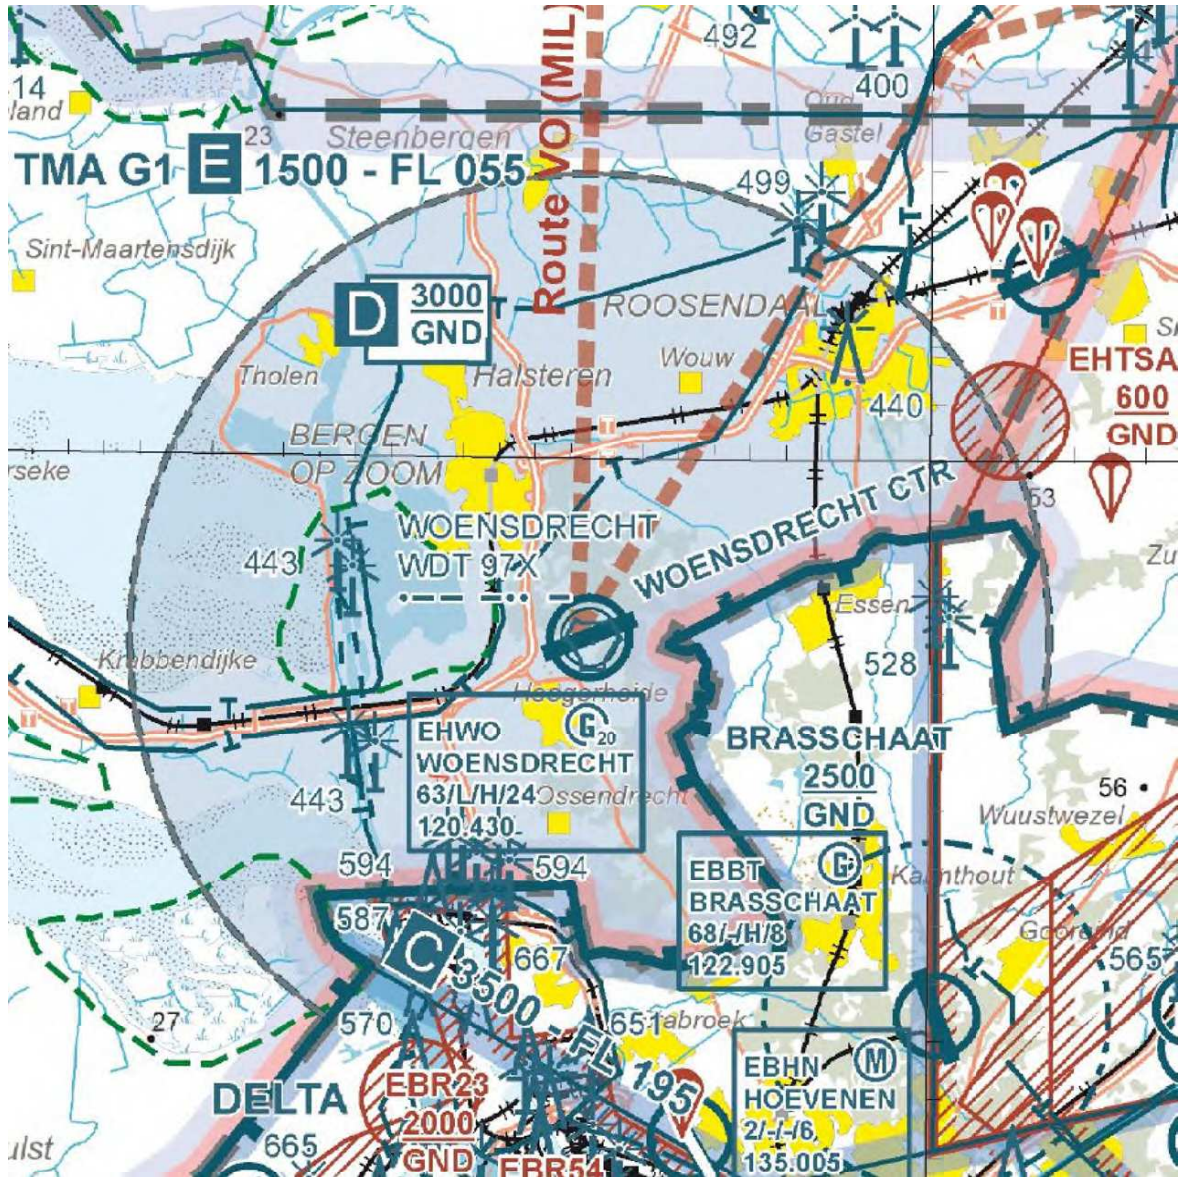 492
400
14
land
23
Steenbergen
Oud
Gastel
TMA G1 E 1500 - FL 055
Route VO (MIL)
499
Sint-Maartensdijk
D
3000
GND
ROOSENDAAL
Wouw
Tholen
Halsteren
440
EHTSA
600
GND
BERGEN
OP ZOOM
rseke
53
WOENSDRECHT CTR
WOENSDRECHT
WDT 97X
443
Essen
Zu
528
Krabbendijke
T
Hoogerheide
EHWO
G 20
WOENSDRECHT
63/L/H/24
120.430
Ossendrecht
BRASSCHAAT
2500
GND
56
Wuustwezel
443
594
594
EBBT
G
BRASSCHAAT
68/-/H/8
122.905
Kalmthout
587
C 3500 - FL 195
667
565
27
570
651
abroek
DELTA
EBR23
2000
GND
EBHN
M
HOEVENEN
2/-/-/6
135.005
ulst
665
EBR54